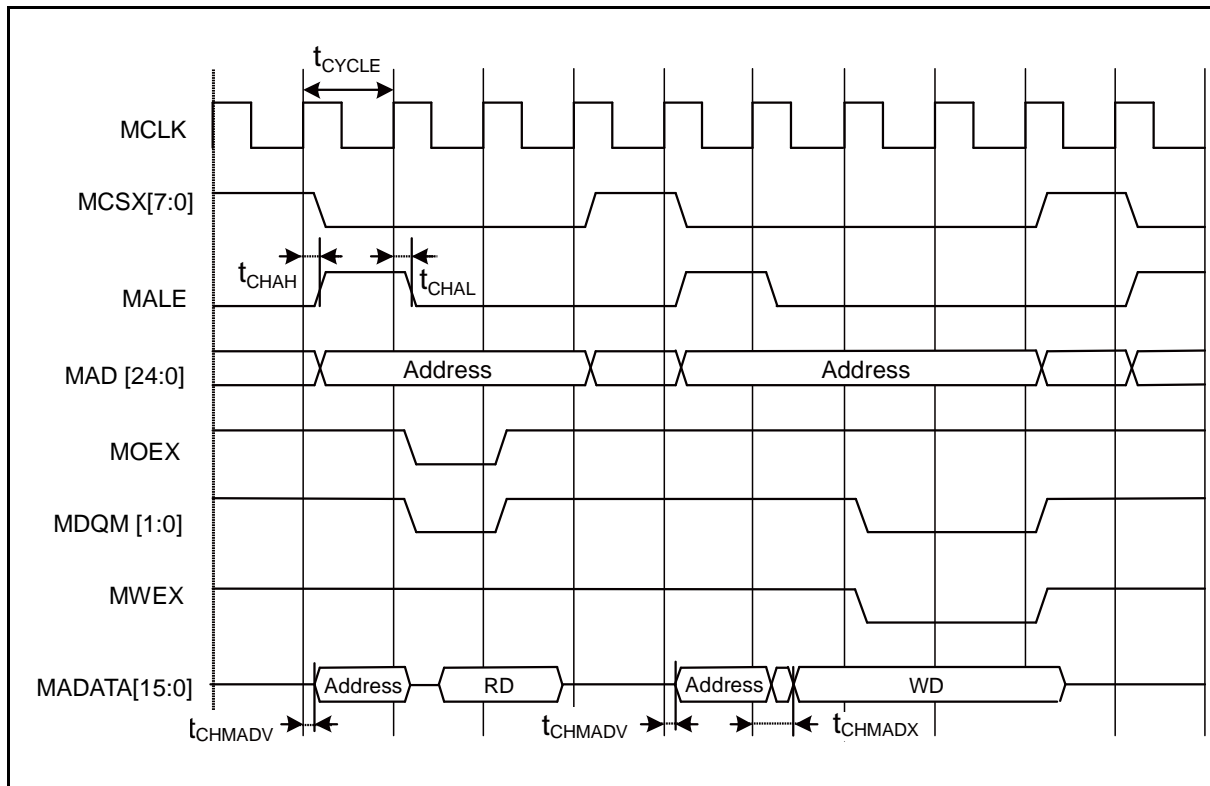 tCYCLE
MCLK
MCSX[7:0]
tCHAH
tCHAL
MALE
MAD [24:0]
Address
Address
MOEX
MDQM [1:0]
MWEX
MADATA[15:0]
Address
RD
Address
WD
tCHMADV
tCHMADV
tCHMADX